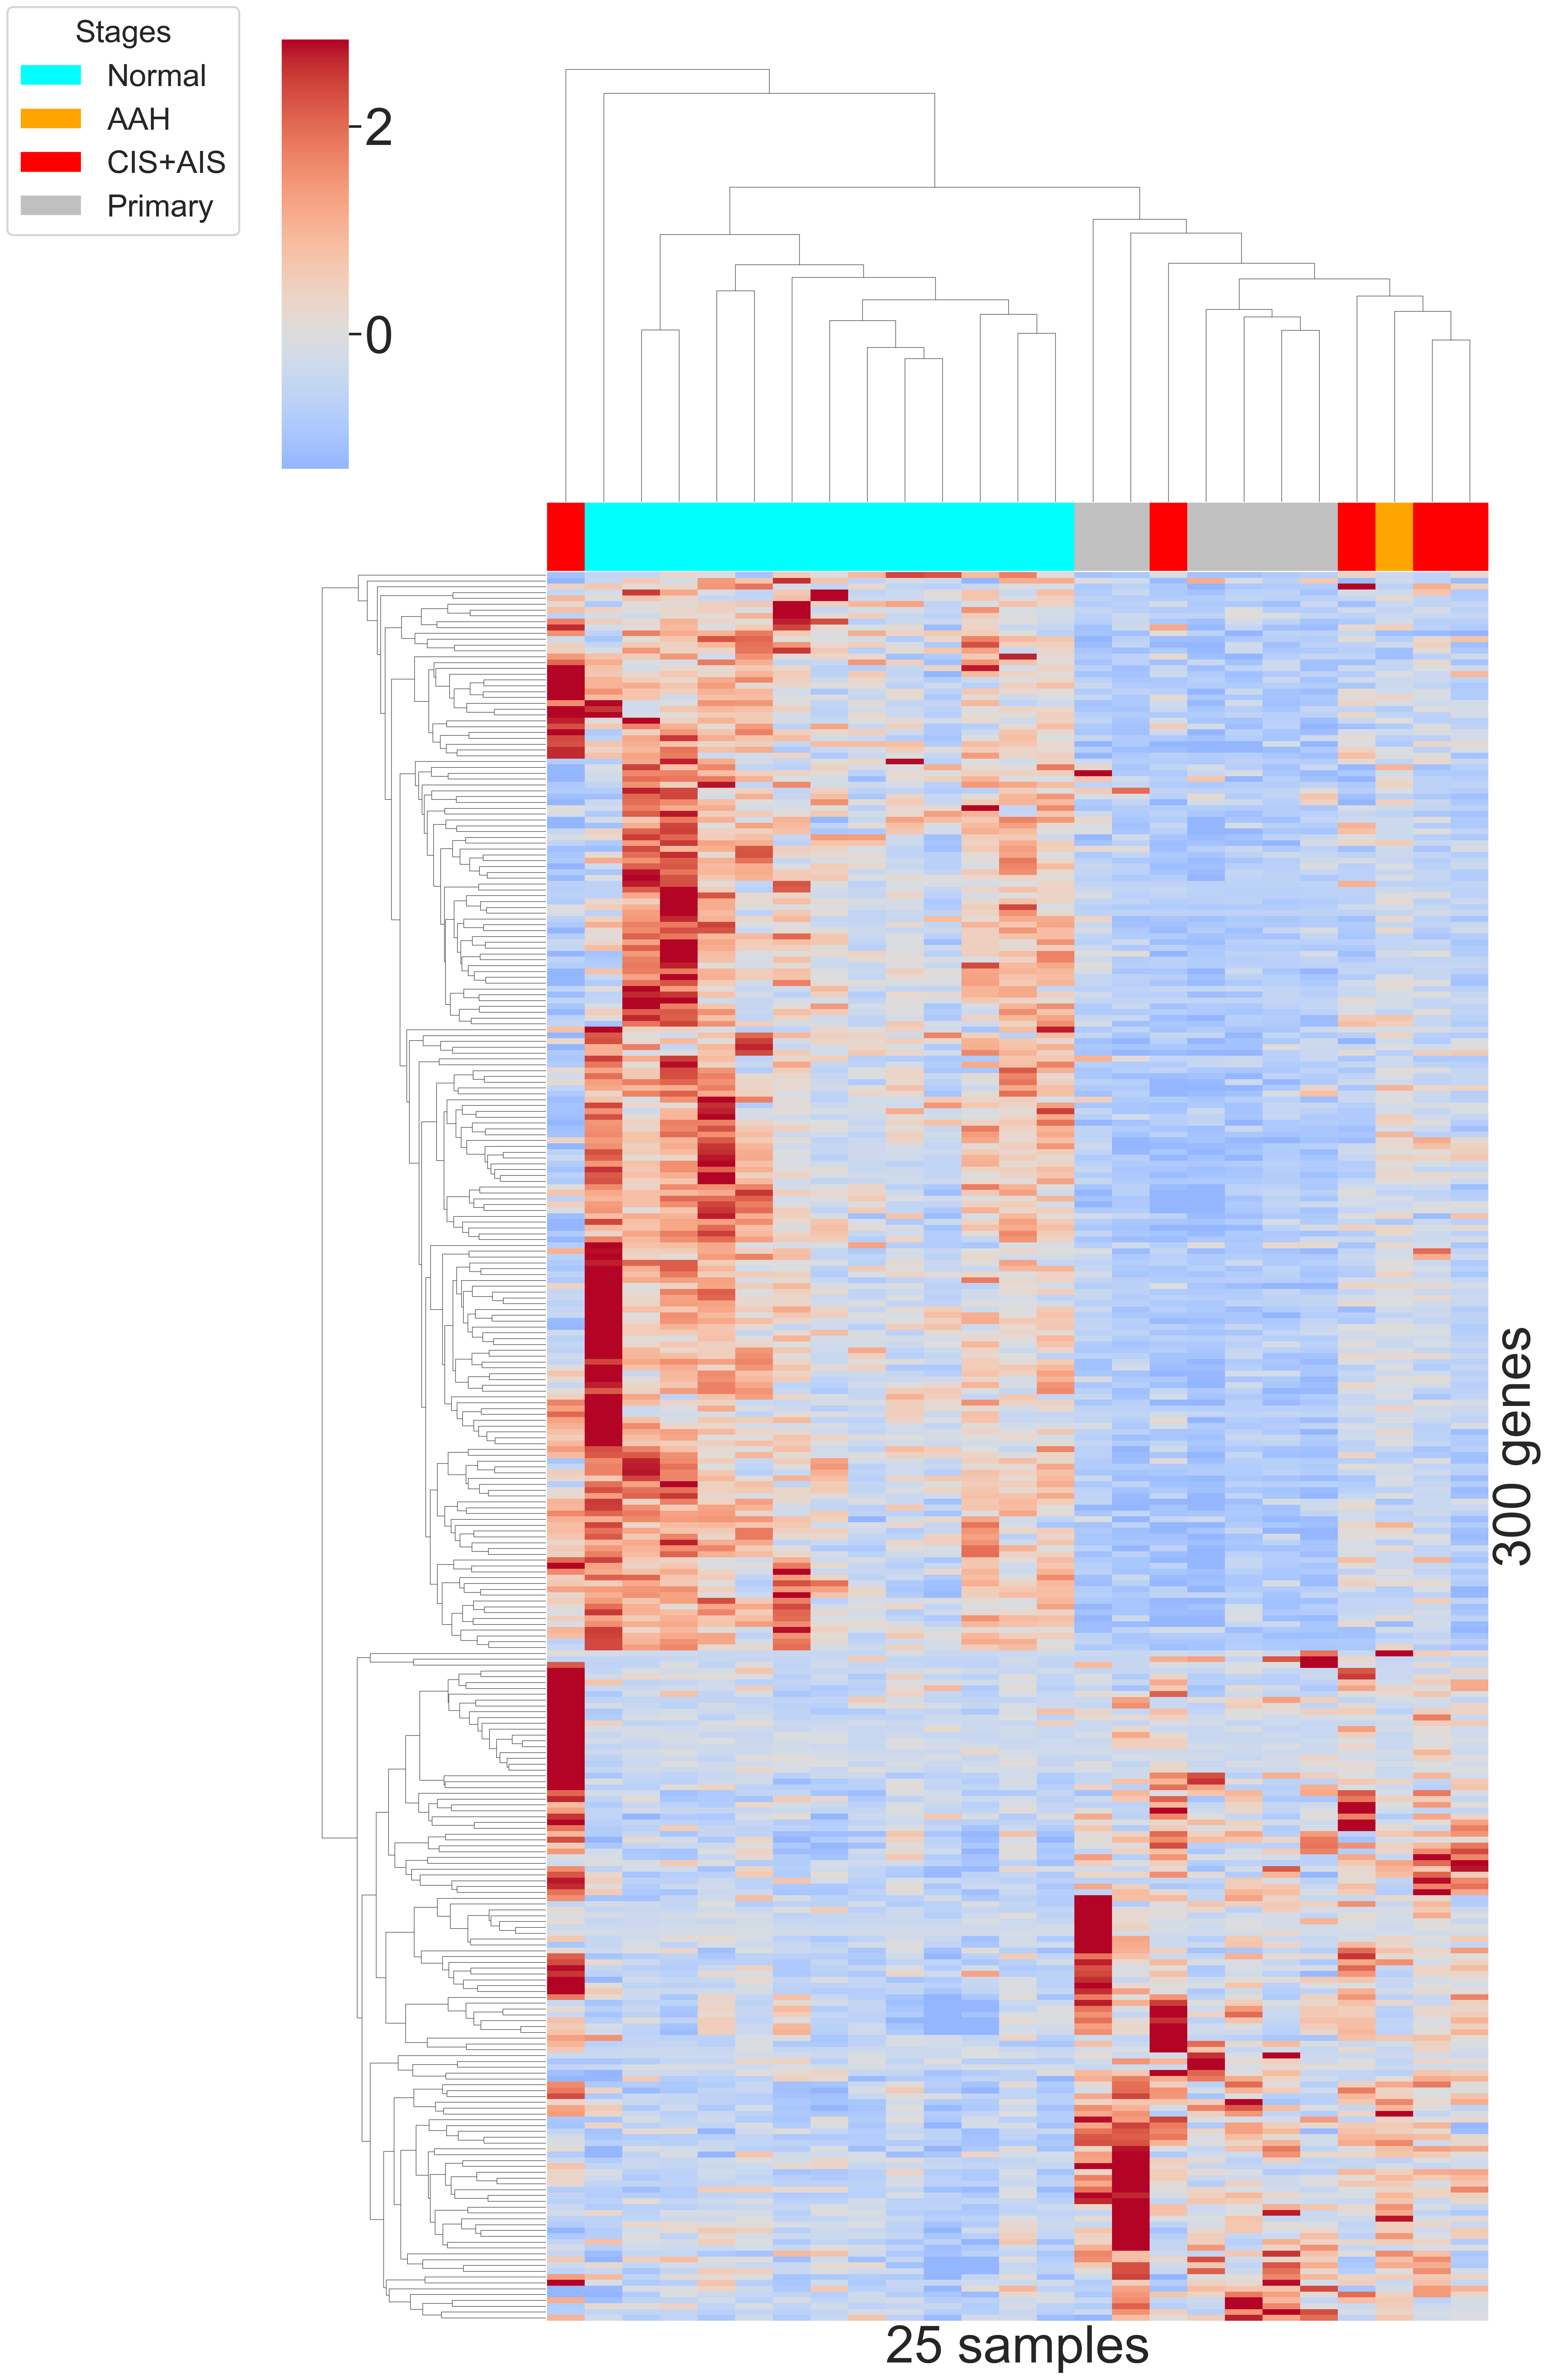 Stages
Normal
AAH
CIS+AIS
Primary
2
0
300 genes
25 samples